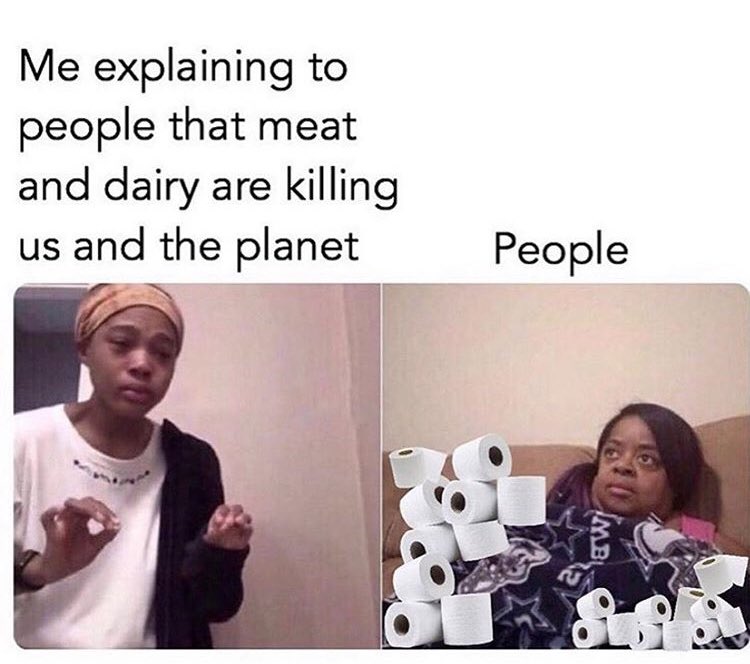 Me explaining to
people that meat
and dairy are killing
us and the planet
People